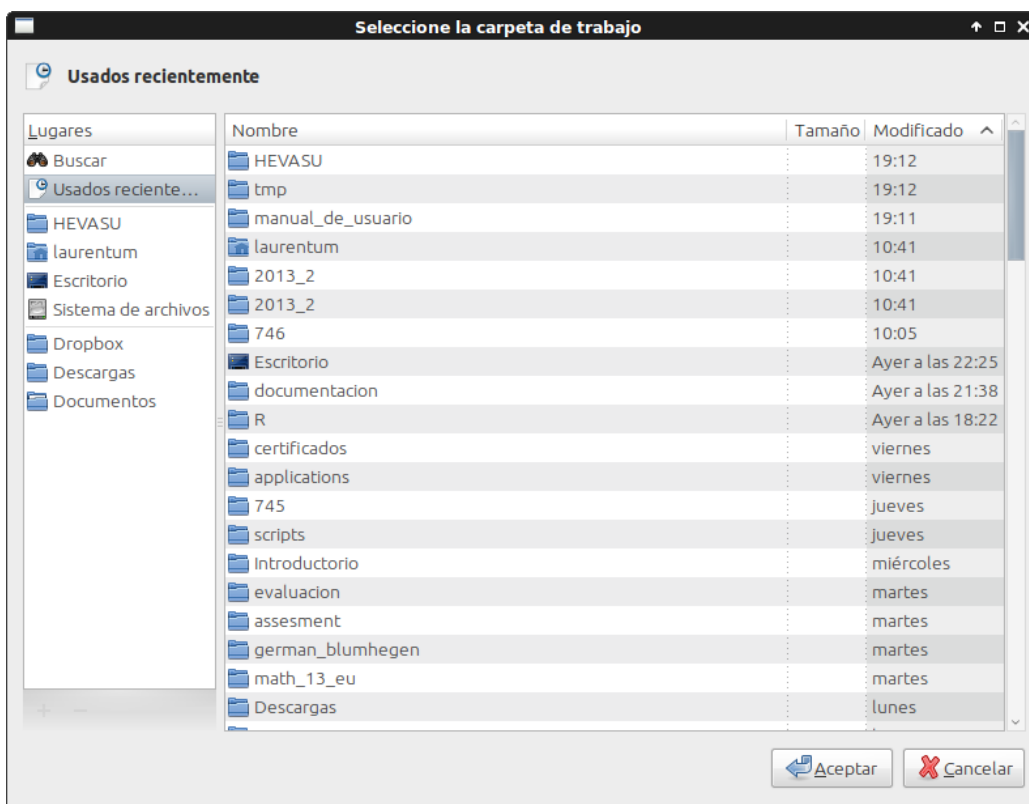 Seleccione la carpeta de trabajo
Usados recientemente
Lugares
Buscar
Usados reciente...
HEVASU
laurentum
Escritorio
Sistema de archivos
Dropbox
Descargas
Documentos
Nombre Tamaño Modificado
HEVASU 19:12
tmp 19:12
manual_de_usuario 19:11
laurentum 10:41
2013_2 10:41
2013_2 10:41
746 10:05
Escritorio Ayer a las 22:25
documentacion Ayer a las 21:38
R Ayer a las 18:22
certificados viernes
applications viernes
745 jueves
scripts jueves
Introductorio miércoles
evaluacion martes
assesment martes
german_blumhegen martes
math_13_eu martes
Descargas lunes
Aceptar Cancelar